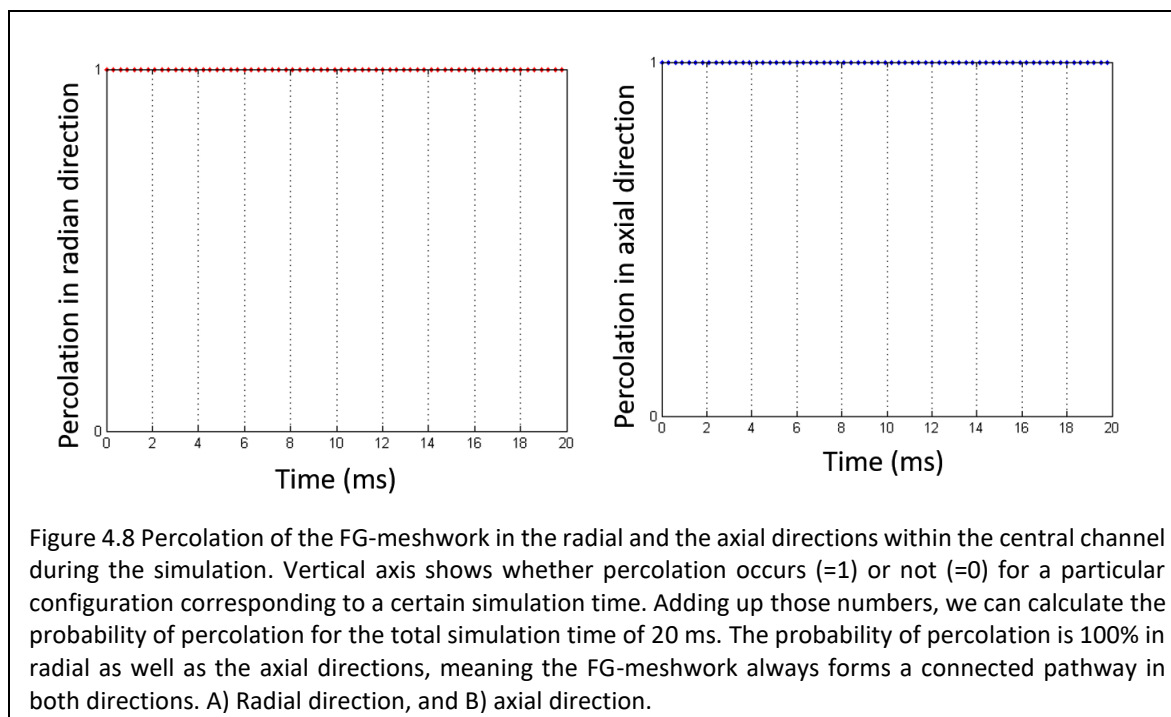 Percolation in radian direction
1
0
0 2 4 6 8 10 12 14 16 18 20
Time (ms)
Percolation in axial direction
1
0
0 2 4 6 8 10 12 14 16 18 20
Time (ms)
Figure 4.8 Percolation of the FG-meshwork in the radial and the axial directions within the central channel
during the simulation. Vertical axis shows whether percolation occurs (=1) or not (=0) for a particular
configuration corresponding to a certain simulation time. Adding up those numbers, we can calculate the
probability of percolation for the total simulation time of 20 ms. The probability of percolation is 100% in
radial as well as the axial directions, meaning the FG-meshwork always forms a connected pathway in
both directions. A) Radial direction, and B) axial direction.